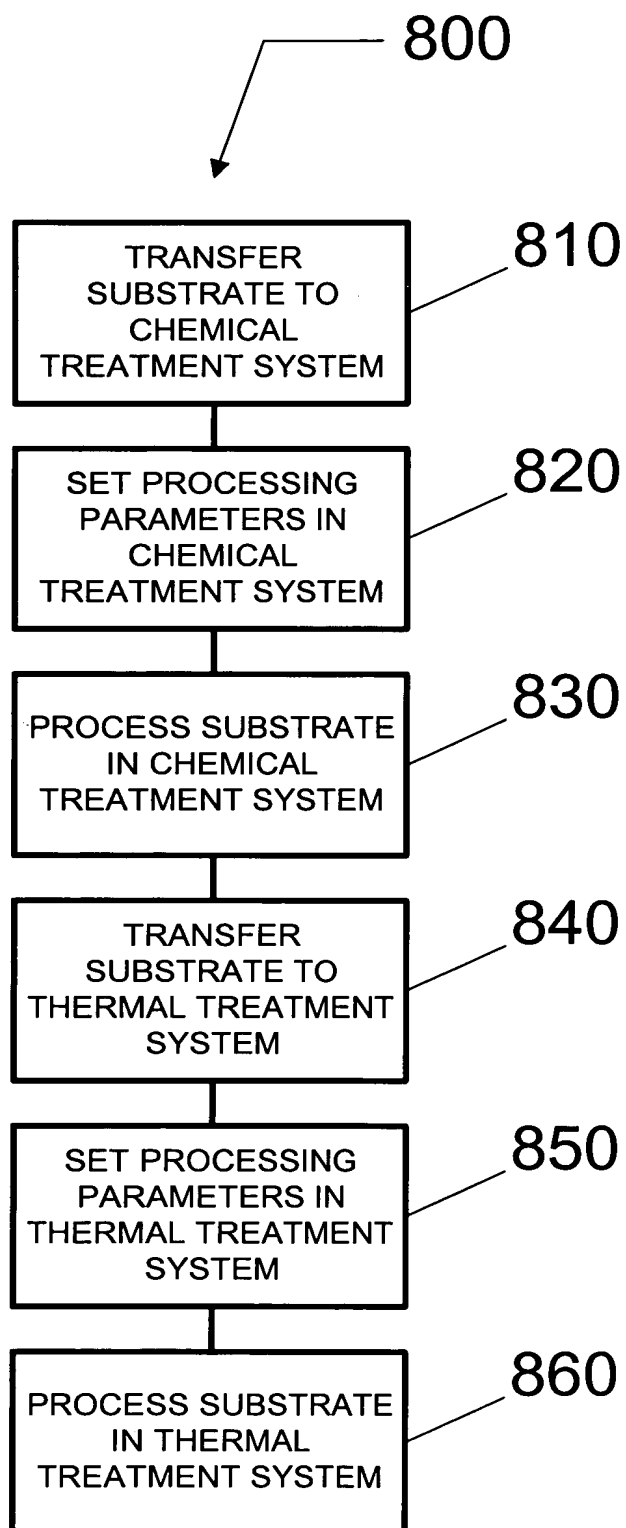 800
810
TRANSFER
SUBSTRATE TO
CHEMICAL
TREATMENT SYSTEM
820
SET PROCESSING
PARAMETERS IN
CHEMICAL
TREATMENT SYSTEM
830
PROCESS SUBSTRATE
IN CHEMICAL
TREATMENT SYSTEM
840
TRANSFER
SUBSTRATE TO
THERMAL TREATMENT
SYSTEM
850
SET PROCESSING
PARAMETERS IN
THERMAL TREATMENT
SYSTEM
860
PROCESS SUBSTRATE
IN THERMAL
TREATMENT SYSTEM